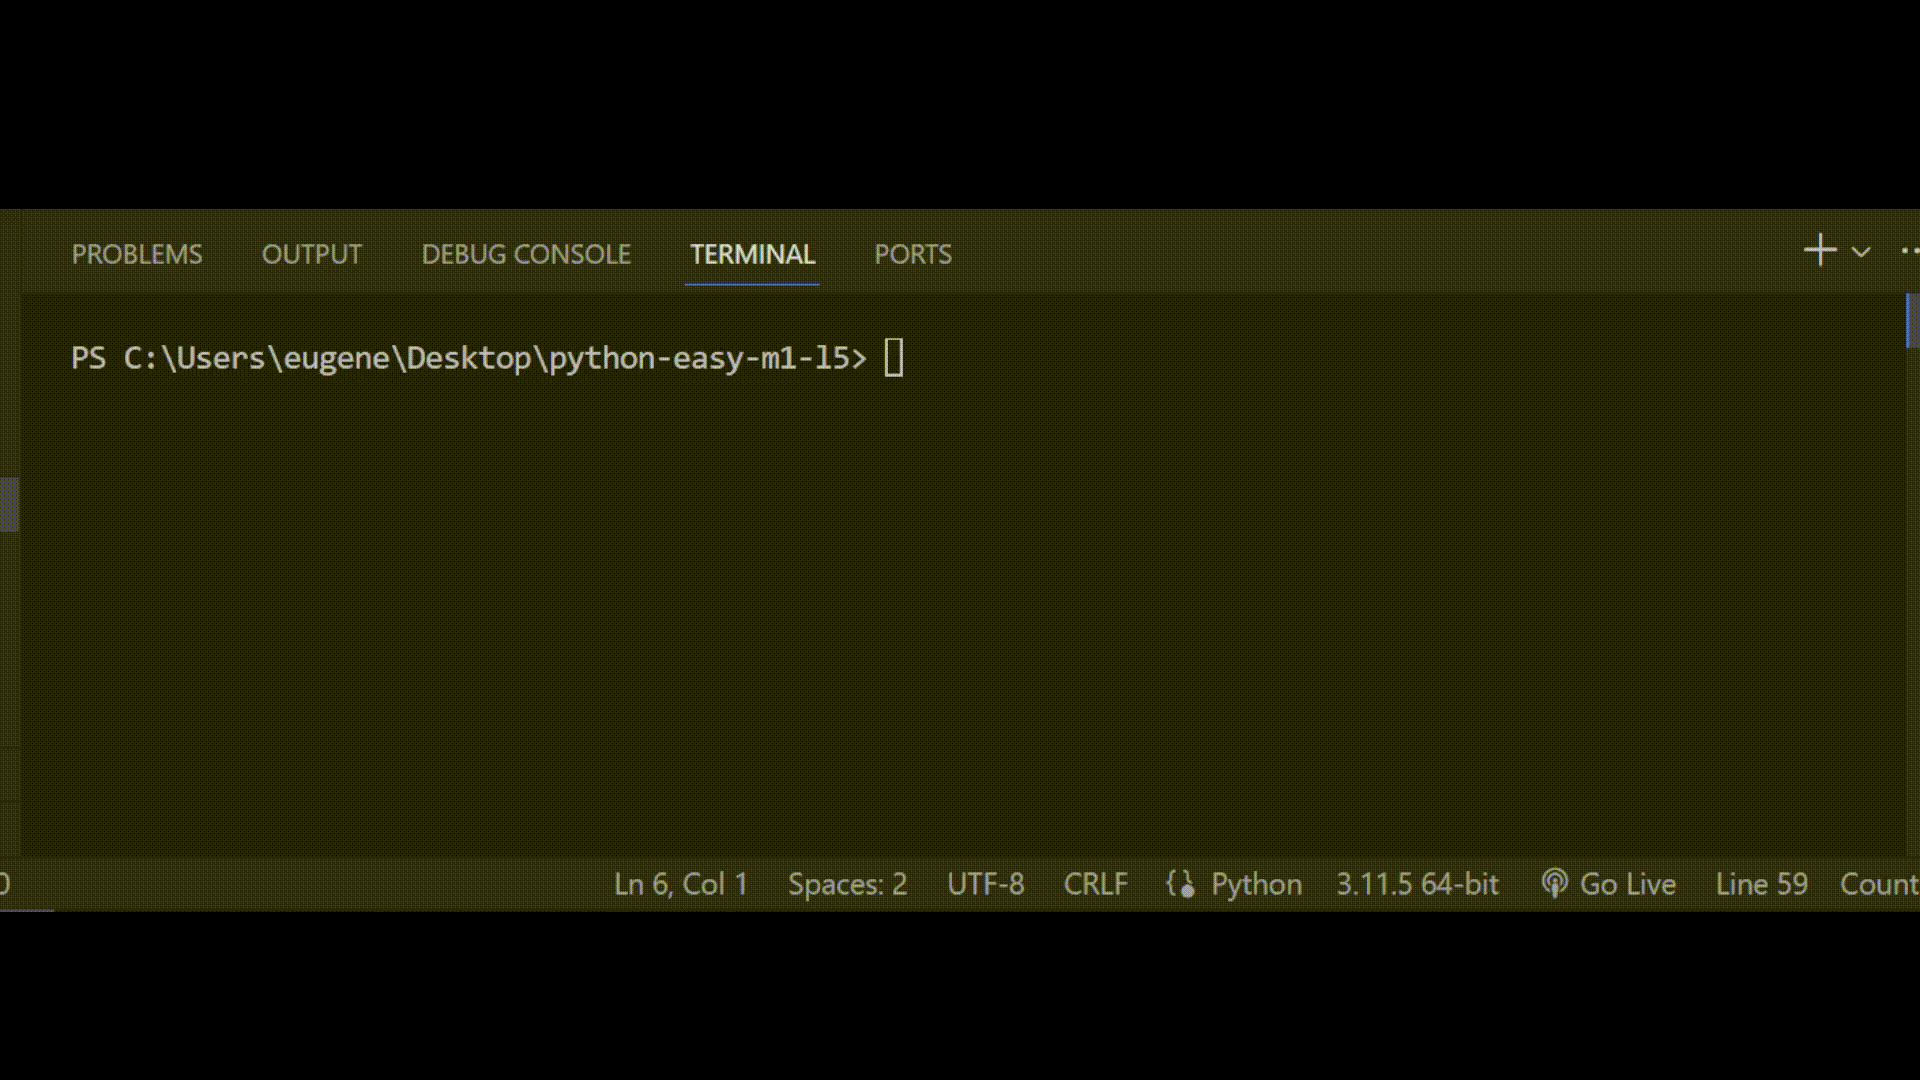 PROBLEMS OUTPUT DEBUG CONSOLE TERMINAL PORTS
PS C:\Users\eugene\Desktop\python-easy-m1-l5>
Ln 6, Col 1 Spaces: 2 UTF-8 CRLF {} Python 3.11.5 64-bit Go Live Line 59 Count